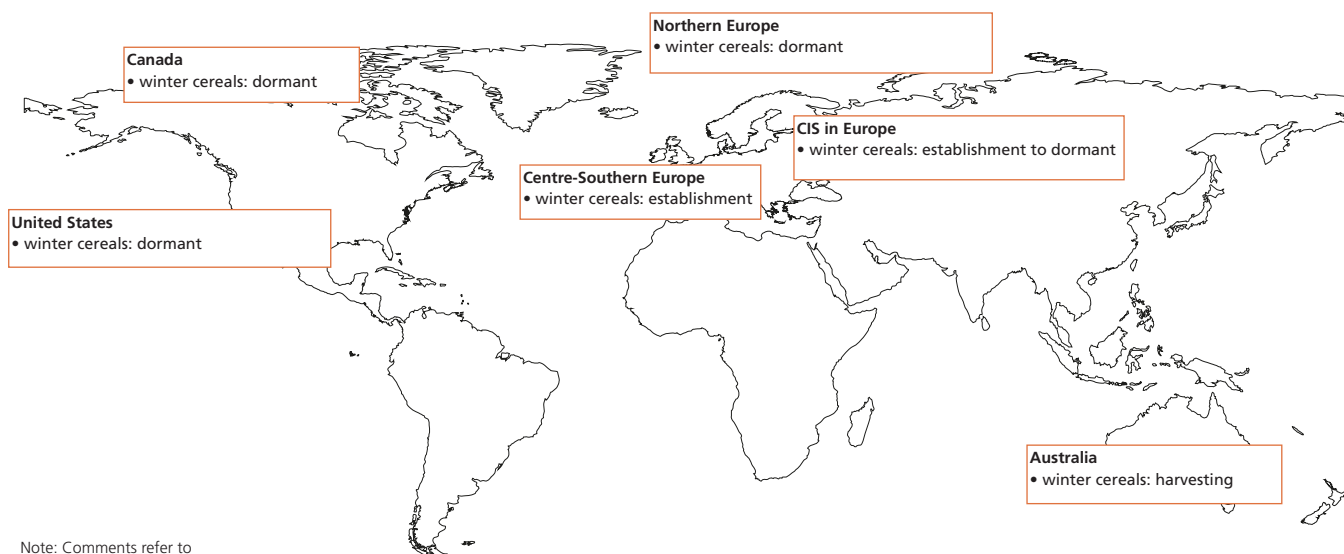 Northern Europe
• winter cereals: dormant
Canada
• winter cereals: dormant
CIS in Europe
• winter cereals: establishment to dormant
Centre-Southern Europe
• winter cereals: establishment
United States
• winter cereals: dormant
Australia
• winter cereals: harvesting
Note: Comments refer to